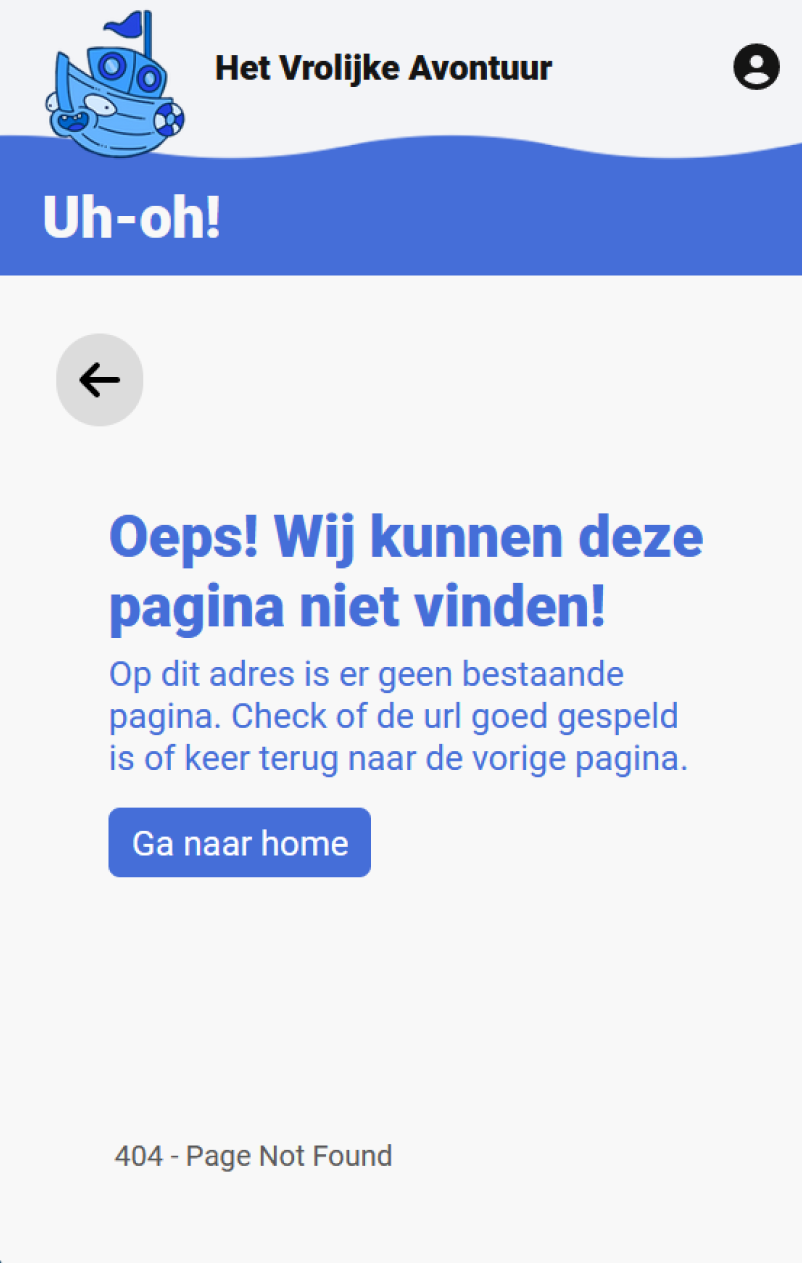 Het Vrolijke Avontuur
Uh-oh!
Oeps! Wij kunnen deze
pagina niet vinden!
Op dit adres is er geen bestaande
pagina. Check of de url goed gespeld
is of keer terug naar de vorige pagina.
Ga naar home
404 - Page Not Found